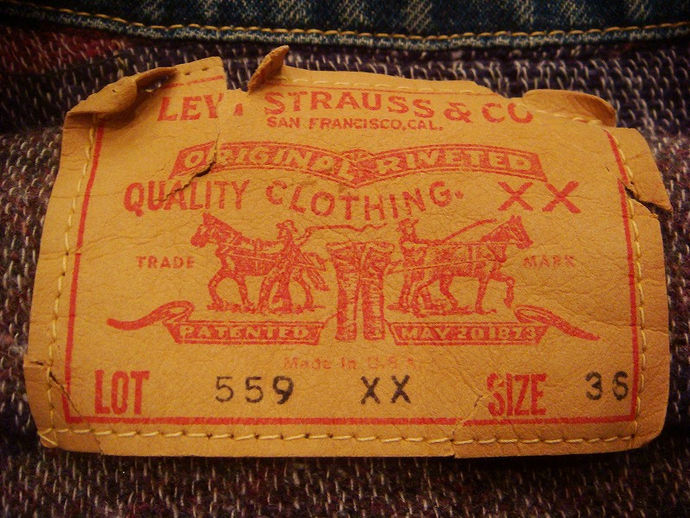 LEVI STRAUSS & CO
SAN FRANCISCO, CAL.
ORIGINAL RIVETED
QUALITY CLOTHING. XX
TRADE MARK
PATENTED MAY 20 1873
Made in U.S.A.
LOT 559 XX SIZE 36